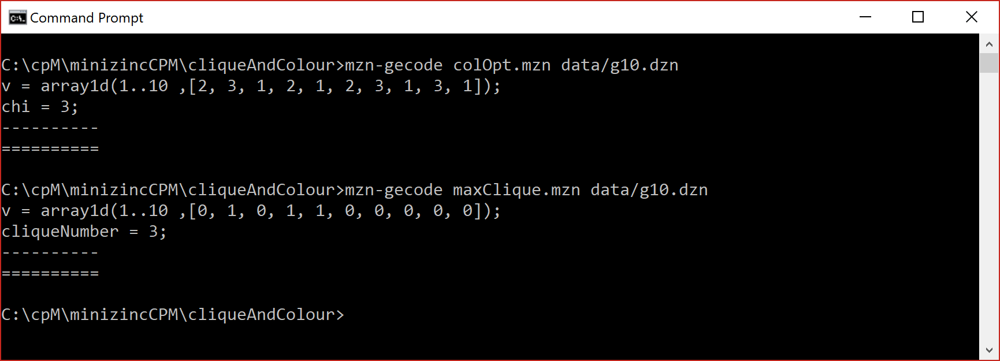 Command Prompt
C:\cpM\minizincCPM\cliqueAndColour>mzn-gecode colOpt.mzn data/g10.dzn
v = array1d(1..10 ,[2, 3, 1, 2, 1, 2, 3, 1, 3, 1]);
chi = 3;
----------
==========
C:\cpM\minizincCPM\cliqueAndColour>mzn-gecode maxClique.mzn data/g10.dzn
v = array1d(1..10 ,[0, 1, 0, 1, 1, 0, 0, 0, 0, 0]);
cliqueNumber = 3;
----------
==========
C:\cpM\minizincCPM\cliqueAndColour>